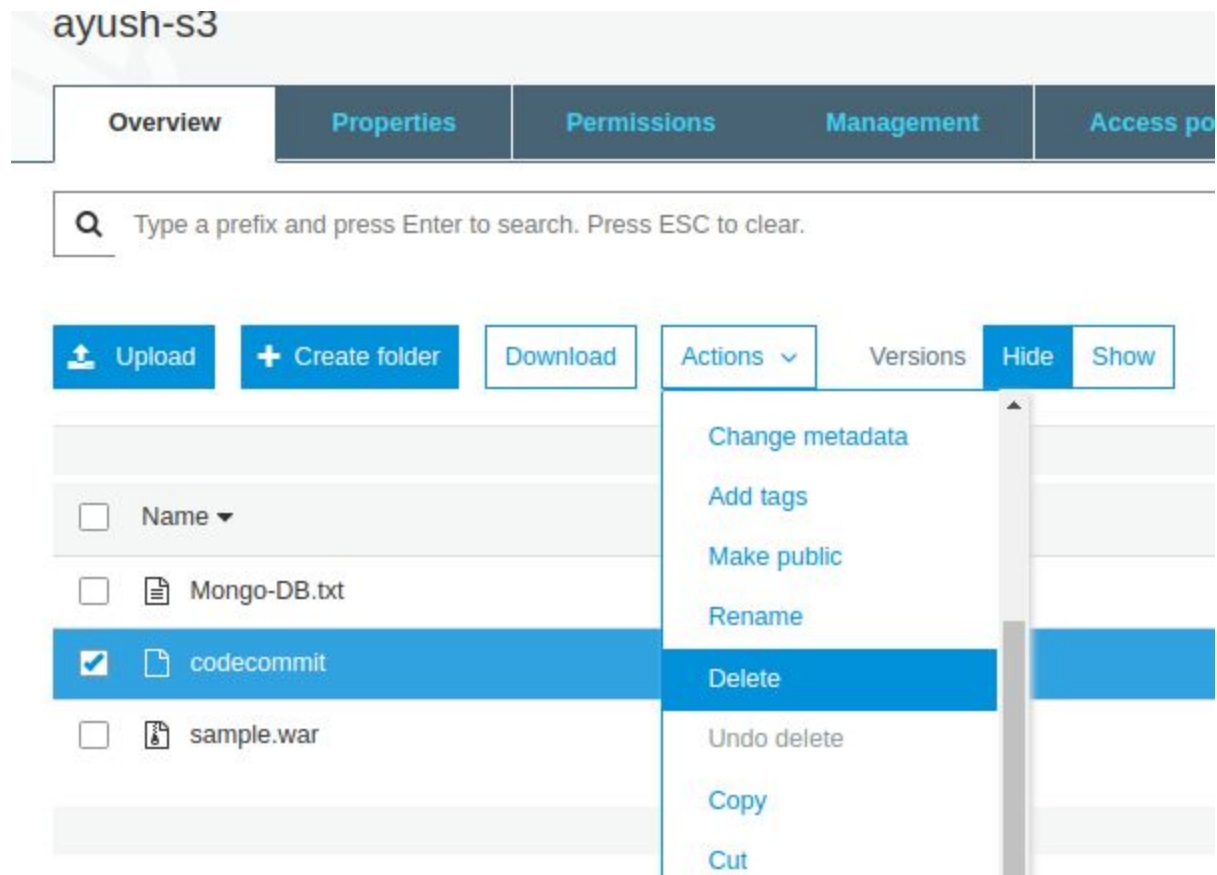 ayush-s3
Overview Properties Permissions Management Access po
Type a prefix and press Enter to search. Press ESC to clear.
Upload Create folder Download Actions Versions Hide Show
Change metadata
Add tags
Name
Make public
Mongo-DB.txt
Rename
codecommit
Delete
sample.war
Undo delete
Copy
Cut